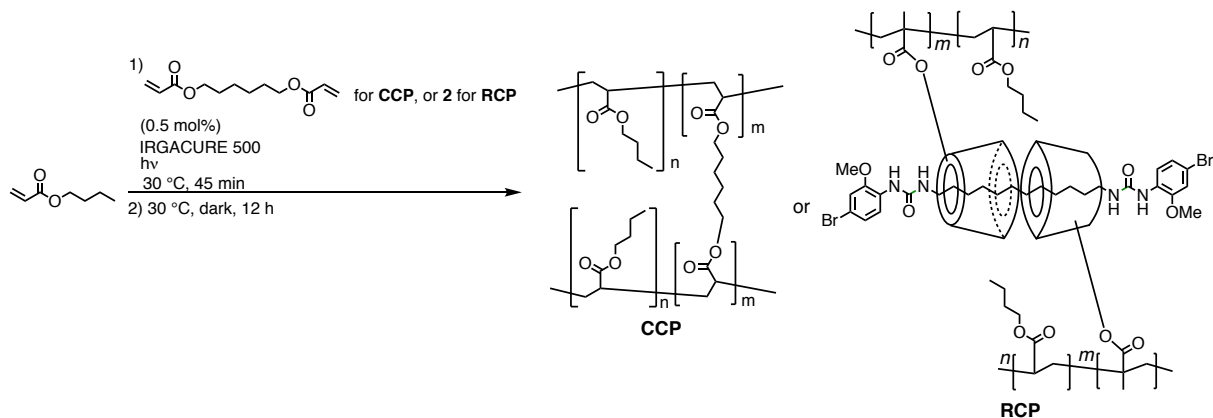 1)
O
O
O
O
for CCP, or 2 for RCP
(0.5 mol%)
IRGACURE 500
hν
30 °C, 45 min
2) 30 °C, dark, 12 h
O
O
O
O
n
O
O
m
O
O
O
O
n
O
O
m
CCP
or
m
n
O
O
O
O
MeO
H
N
H
N
O
Br
O
N
H
N
H
Br
OMe
O
O
O
O
n
m
RCP